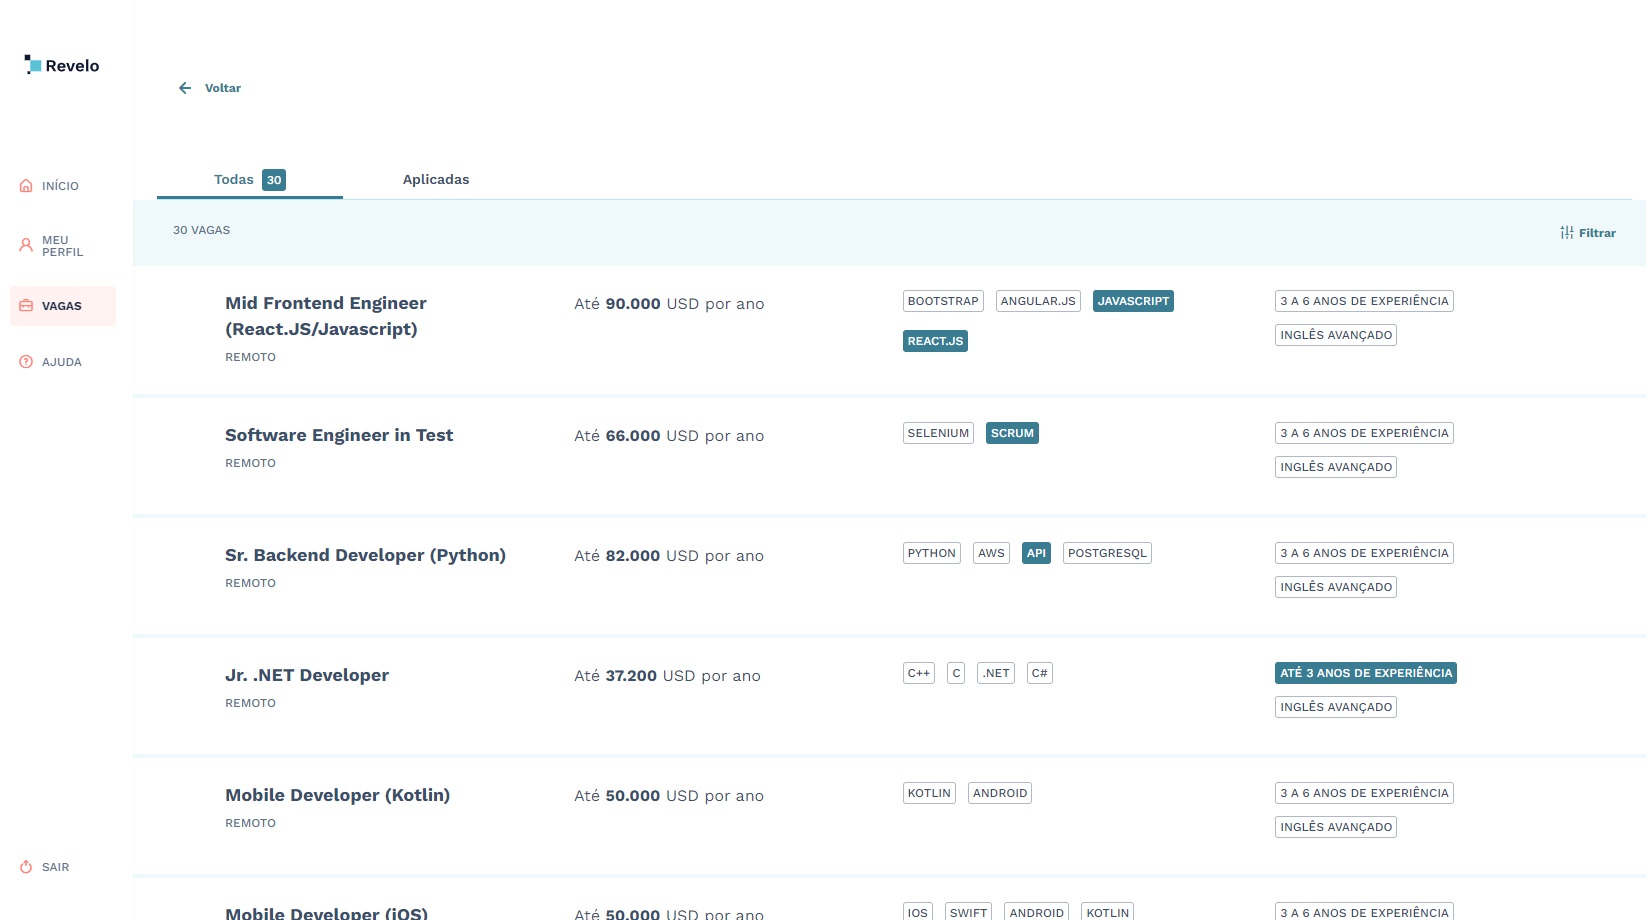 Revelo
Voltar
INÍCIO
MEU
PERFIL
VAGAS
AJUDA
SAIR
Todas 30 Aplicadas
30 VAGAS Filtrar
Mid Frontend Engineer
(React.JS/Javascript)
REMOTO
Até 90.000 USD por ano
BOOTSTRAP ANGULAR.JS JAVASCRIPT
REACT.JS
3 A 6 ANOS DE EXPERIÊNCIA
INGLÊS AVANÇADO
Software Engineer in Test
REMOTO
Até 66.000 USD por ano
SELENIUM SCRUM
3 A 6 ANOS DE EXPERIÊNCIA
INGLÊS AVANÇADO
Sr. Backend Developer (Python)
REMOTO
Até 82.000 USD por ano
PYTHON AWS API POSTGRESQL
3 A 6 ANOS DE EXPERIÊNCIA
INGLÊS AVANÇADO
Jr. .NET Developer
REMOTO
Até 37.200 USD por ano
C++ C .NET C#
ATÉ 3 ANOS DE EXPERIÊNCIA
INGLÊS AVANÇADO
Mobile Developer (Kotlin)
REMOTO
Até 50.000 USD por ano
KOTLIN ANDROID
3 A 6 ANOS DE EXPERIÊNCIA
INGLÊS AVANÇADO
Mobile Developer (iOS)
Até 50.000 USD por ano
IOS SWIFT ANDROID KOTLIN
3 A 6 ANOS DE EXPERIÊNCIA